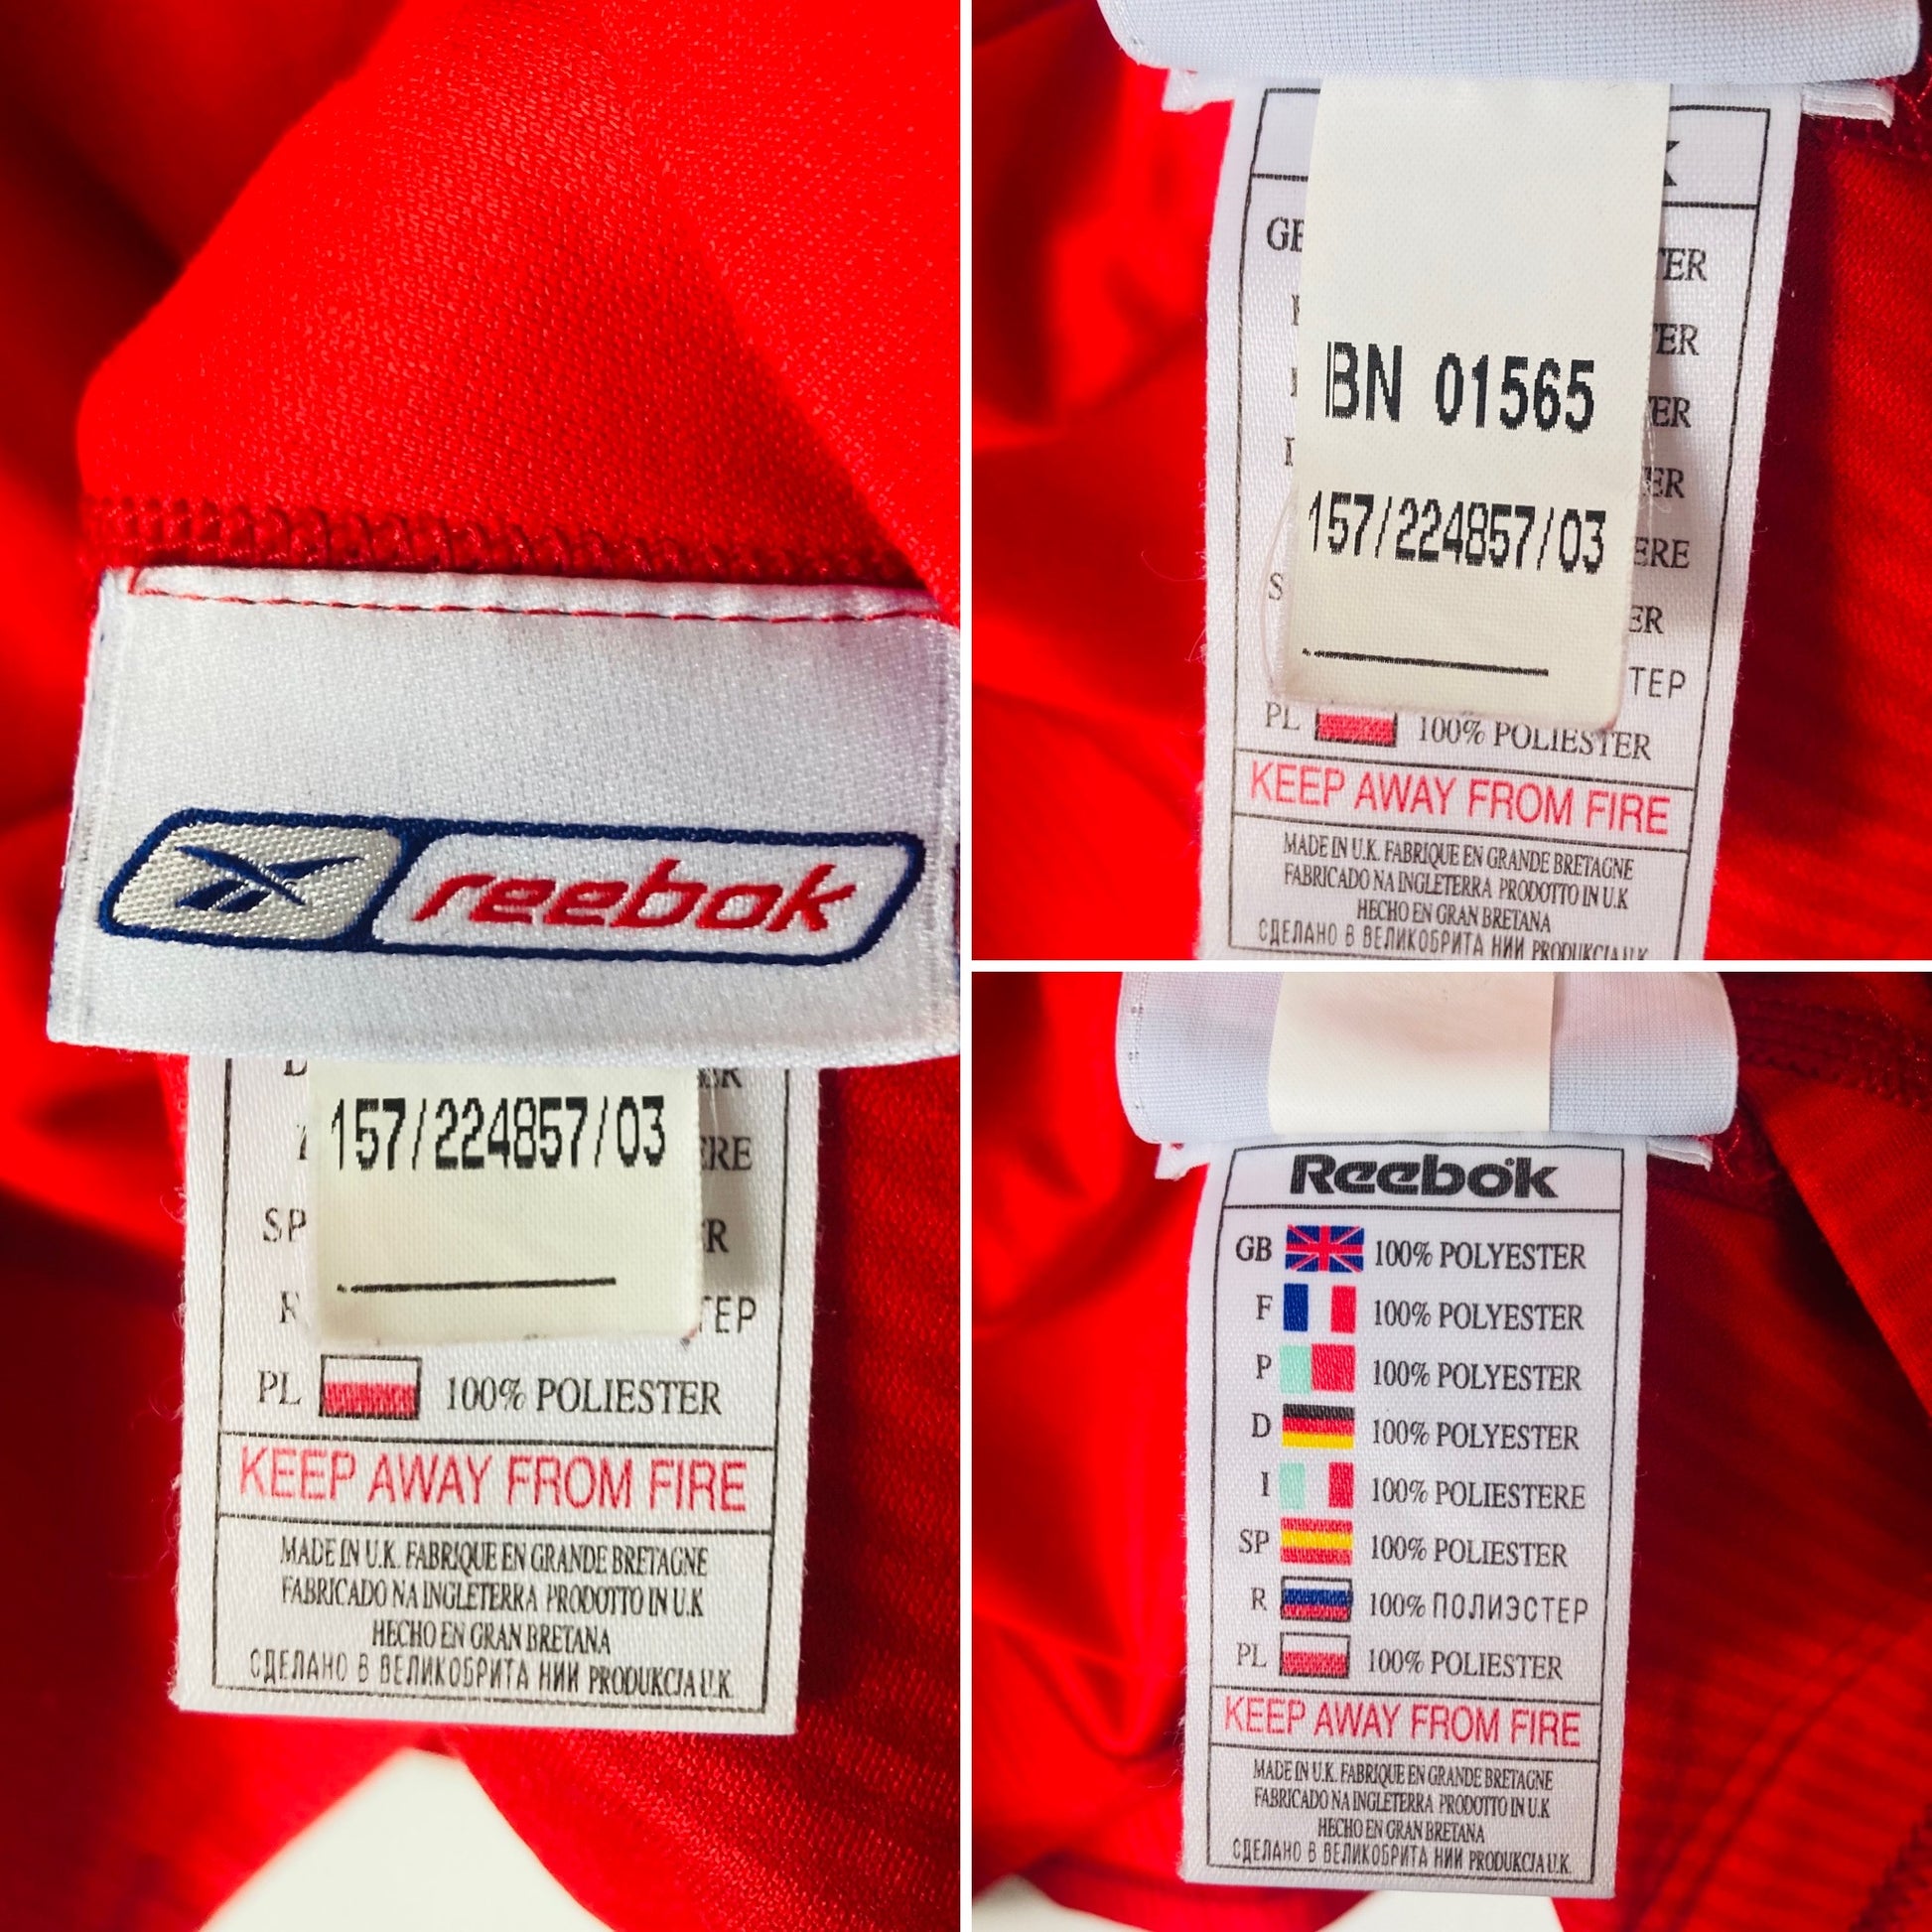 reebok
157/224857/03
SP
PL 100% POLIESTER
KEEP AWAY FROM FIRE
MADE IN U.K. FABRIQUE EN GRANDE BRETAGNE
FABRICADO NA INGLETERRA PRODOTTO IN U.K
HECHO EN GRAN BRETANA
СДЕЛАНО В ВЕЛИКОБРИТА НИИ PRODUKCJA U.K.
BN 01565
157/224857/03
PL 100% POLIESTER
KEEP AWAY FROM FIRE
MADE IN U.K. FABRIQUE EN GRANDE BRETAGNE
FABRICADO NA INGLETERRA PRODOTTO IN U.K
HECHO EN GRAN BRETANA
СДЕЛАНО В ВЕЛИКОБРИТА НИИ PRODUKCJA U.K.
Reebok
GB 100% POLYESTER
F 100% POLYESTER
P 100% POLYESTER
D 100% POLYESTER
I 100% POLIESTERE
SP 100% POLIESTER
R 100% ПОЛИЭСТЕР
PL 100% POLIESTER
KEEP AWAY FROM FIRE
MADE IN U.K. FABRIQUE EN GRANDE BRETAGNE
FABRICADO NA INGLETERRA PRODOTTO IN U.K
HECHO EN GRAN BRETANA
СДЕЛАНО В ВЕЛИКОБРИТА НИИ PRODUKCJA U.K.